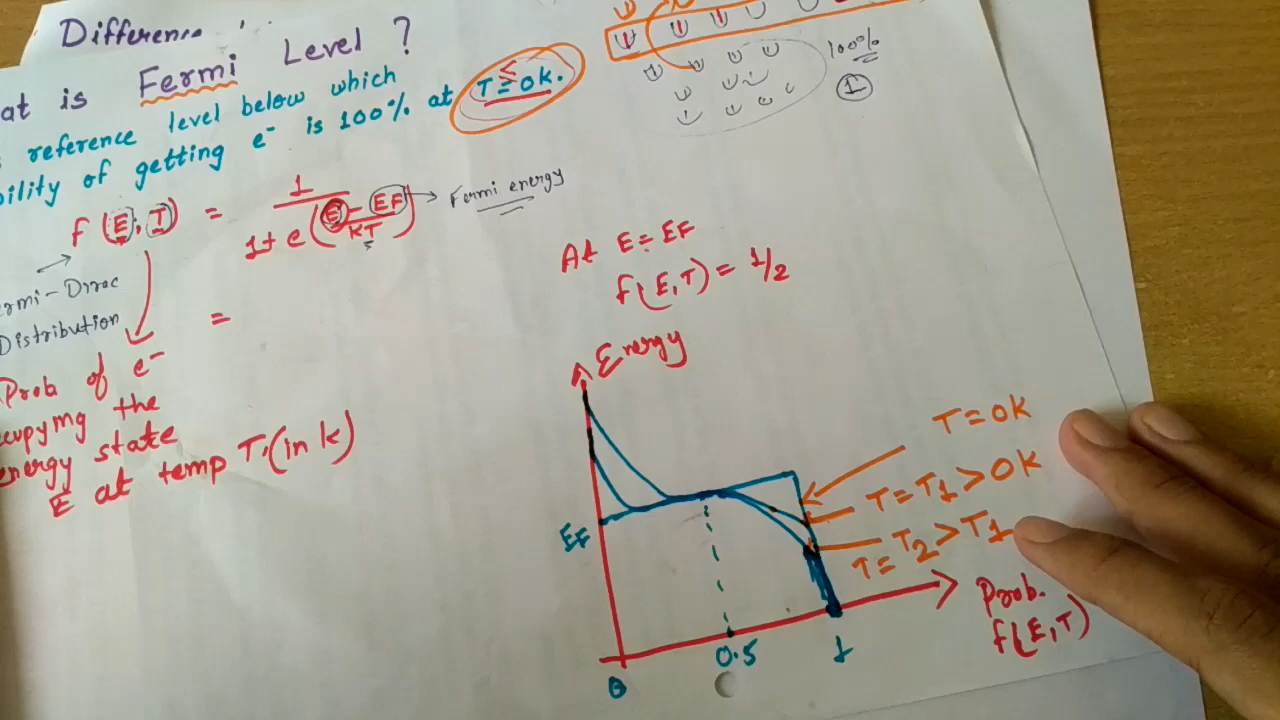 Difference
at is Fermi Level ?
reference level below which
bility of getting e⁻ is 100% at T ≤ 0k.
100%
1
f (E, T) = 1 / 1 + e (E - EF / KT)
Fermi energy
ermi - Dirac
Distribution
=
Prob of e⁻
ccupying the
energy state
E at temp T. (in k)
At E = EF
f(E,T) = 1/2
Energy
T = 0k
T = T1 > 0k
T = T2 > T1
EF
Prob.
f(E,T)
0
0.5
1